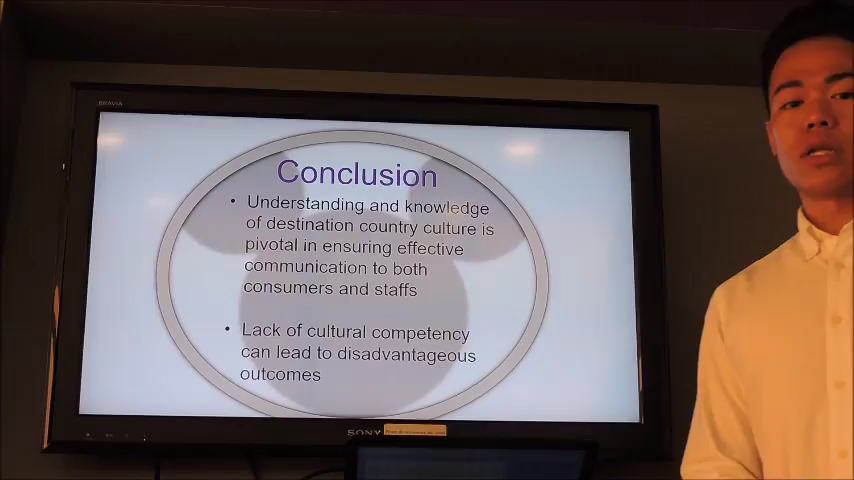 BRAVIA
Conclusion
• Understanding and knowledge
of destination country culture is
pivotal in ensuring effective
communication to both
consumers and staffs
• Lack of cultural competency
can lead to disadvantageous
outcomes
SONY